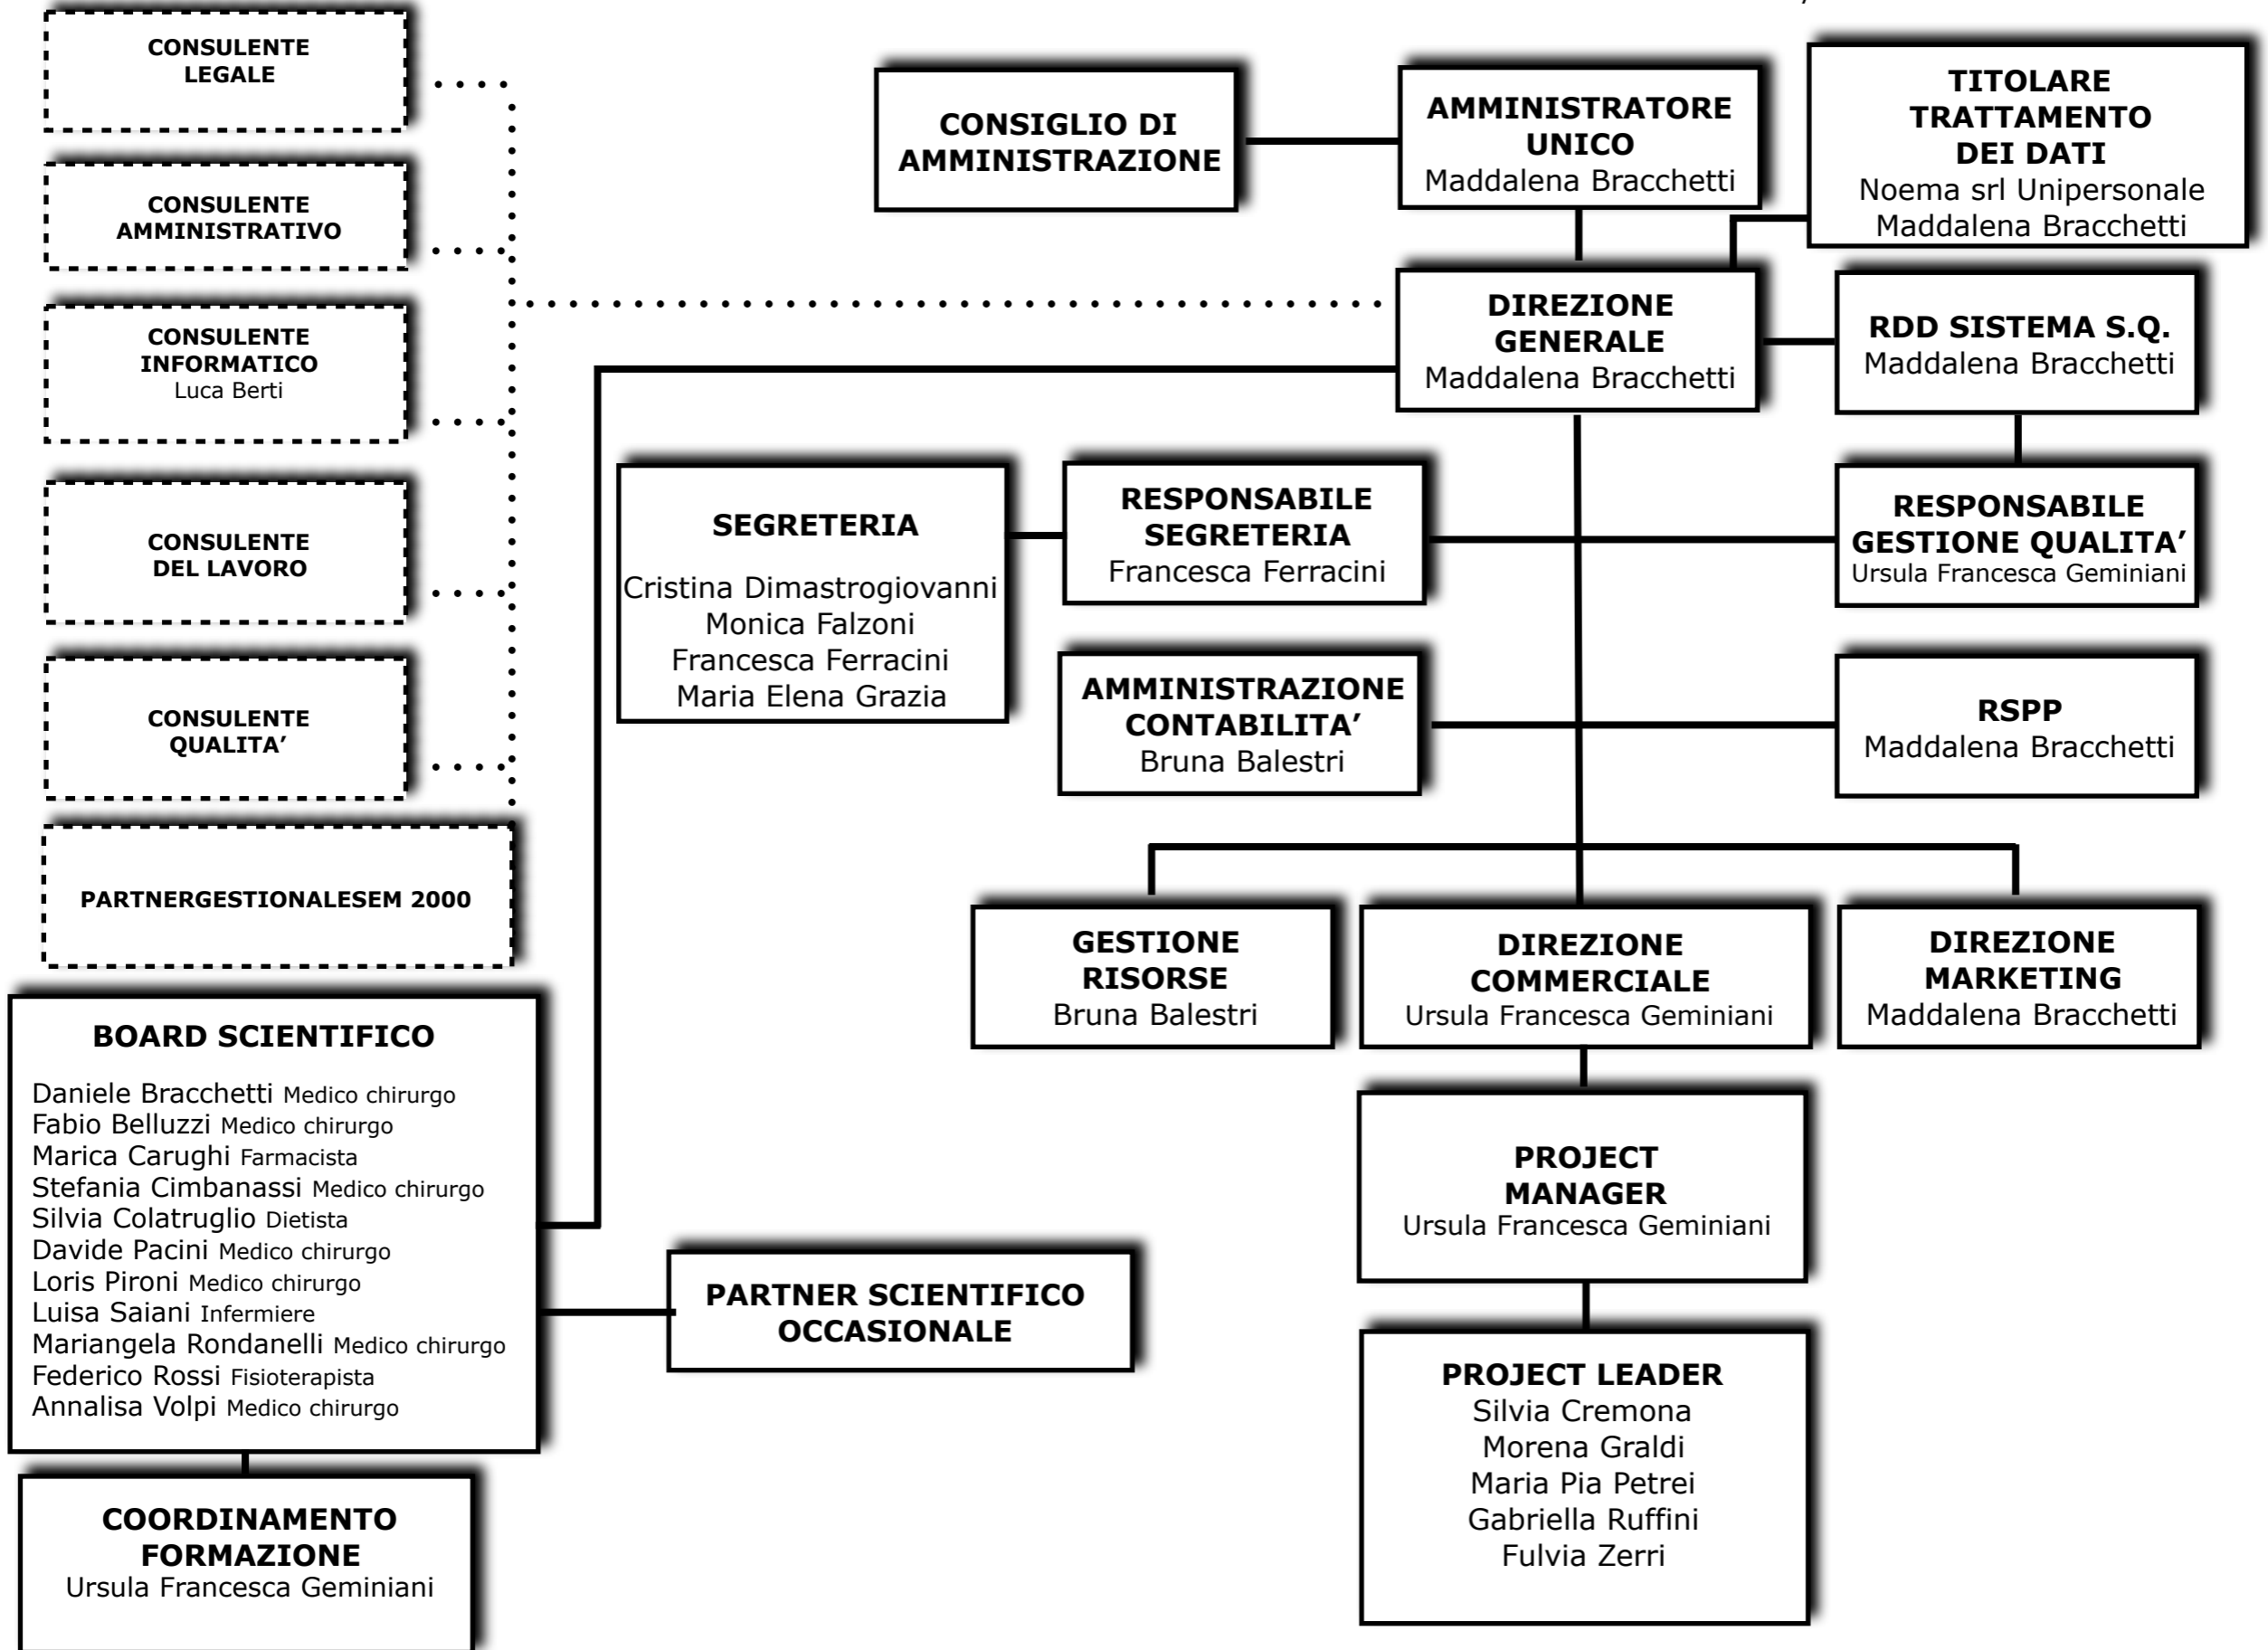 CONSULENTE
LEGALE
CONSULENTE
AMMINISTRATIVO
CONSULENTE
INFORMATICO
Luca Berti
CONSULENTE
DEL LAVORO
CONSULENTE
QUALITA’
PARTNERGESTIONALESEM 2000
CONSIGLIO DI
AMMINISTRAZIONE
AMMINISTRATORE
UNICO
Maddalena Bracchetti
TITOLARE
TRATTAMENTO
DEI DATI
Noema srl Unipersonale
Maddalena Bracchetti
DIREZIONE
GENERALE
Maddalena Bracchetti
RDD SISTEMA S.Q.
Maddalena Bracchetti
SEGRETERIA
Cristina Dimastrogiovanni
Monica Falzoni
Francesca Ferracini
Maria Elena Grazia
RESPONSABILE
SEGRETERIA
Francesca Ferracini
RESPONSABILE
GESTIONE QUALITA’
Ursula Francesca Geminiani
AMMINISTRAZIONE
CONTABILITA’
Bruna Balestri
RSPP
Maddalena Bracchetti
GESTIONE
RISORSE
Bruna Balestri
DIREZIONE
COMMERCIALE
Ursula Francesca Geminiani
DIREZIONE
MARKETING
Maddalena Bracchetti
BOARD SCIENTIFICO
Daniele Bracchetti Medico chirurgo
Fabio Belluzzi Medico chirurgo
Marica Carughi Farmacista
Stefania Cimbanassi Medico chirurgo
Silvia Colatruglio Dietista
Davide Pacini Medico chirurgo
Loris Pironi Medico chirurgo
Luisa Saiani Infermiere
Mariangela Rondanelli Medico chirurgo
Federico Rossi Fisioterapista
Annalisa Volpi Medico chirurgo
PARTNER SCIENTIFICO
OCCASIONALE
PROJECT
MANAGER
Ursula Francesca Geminiani
PROJECT LEADER
Silvia Cremona
Morena Graldi
Maria Pia Petrei
Gabriella Ruffini
Fulvia Zerri
COORDINAMENTO
FORMAZIONE
Ursula Francesca Geminiani